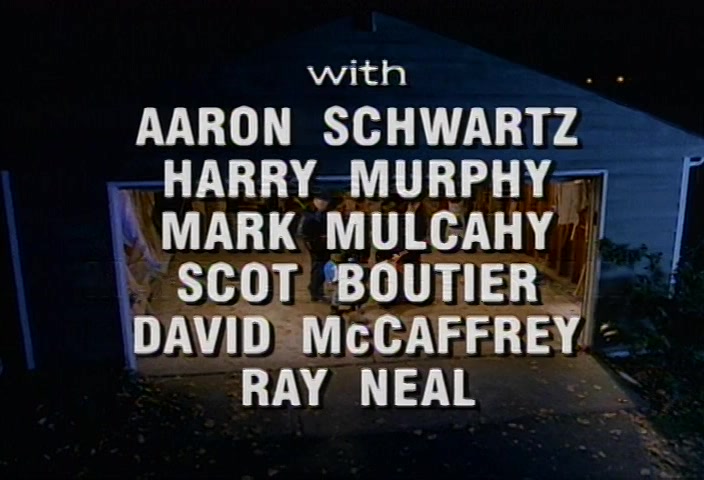 with
AARON SCHWARTZ
HARRY MURPHY
MARK MULCAHY
SCOT BOUTIER
DAVID McCAFFREY
RAY NEAL